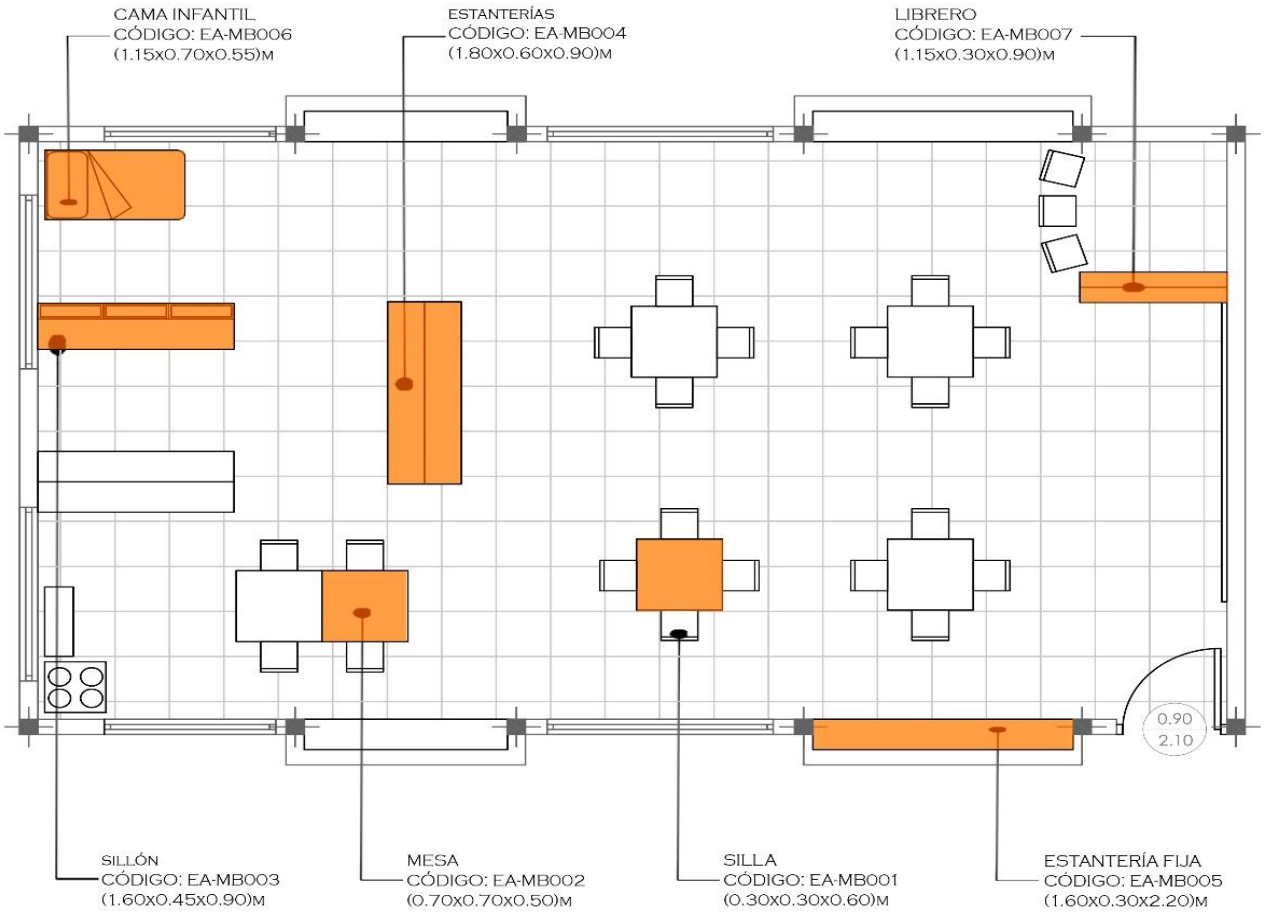 CAMA INFANTIL
CÓDIGO: EA-MB006
(1.15X0.70X0.55)M
ESTANTERÍAS
CÓDIGO: EA-MB004
(1.80X0.60X0.90)M
LIBRERO
CÓDIGO: EA-MB007
(1.15X0.30X0.90)M
0.90
2.10
SILLÓN
CÓDIGO: EA-MB003
(1.60X0.45X0.90)M
MESA
CÓDIGO: EA-MB002
(0.70X0.70X0.50)M
SILLA
CÓDIGO: EA-MB001
(0.30X0.30X0.60)M
ESTANTERÍA FIJA
CÓDIGO: EA-MB005
(1.60X0.30X2.20)M